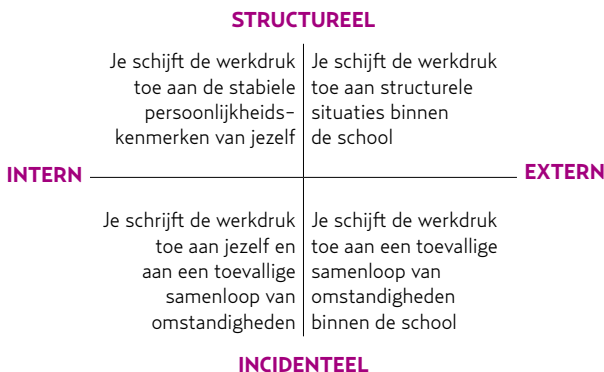 STRUCTUREEL
Je schijft de werkdruk
toe aan de stabiele
persoonlijkheids-
kenmerken van jezelf
Je schijft de werkdruk
toe aan structurele
situaties binnen
de school
INTERN
EXTERN
Je schrijft de werkdruk
toe aan jezelf en
aan een toevallige
samenloop van
omstandigheden
Je schijft de werkdruk
toe aan een toevallige
samenloop van
omstandigheden
binnen de school
INCIDENTEEL